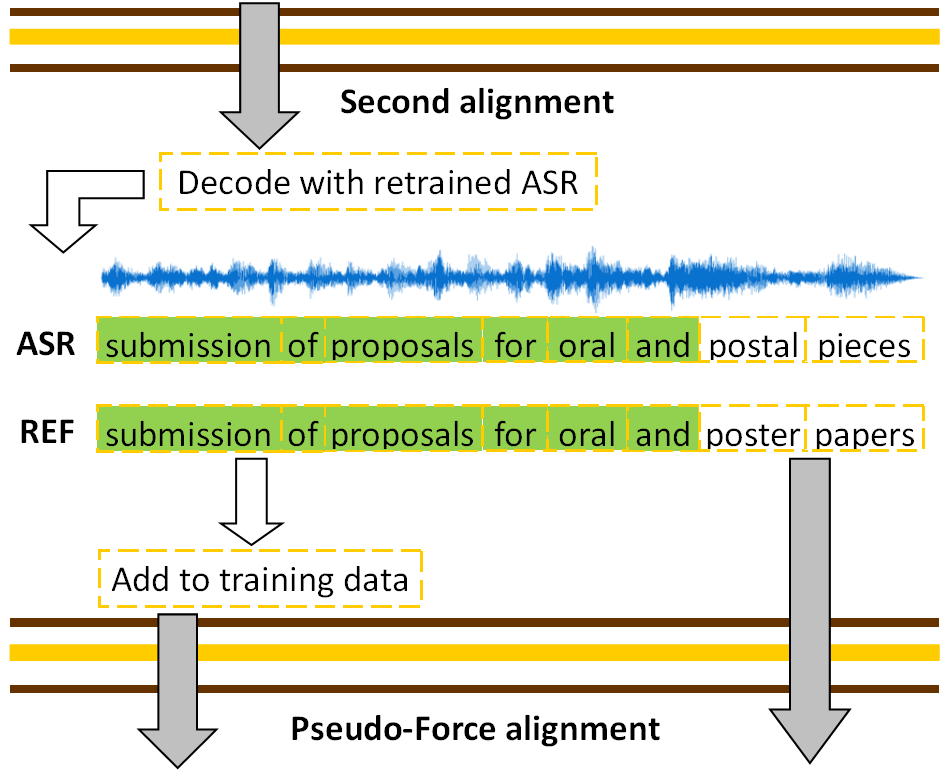 Second alignment
Decode with retrained ASR
ASR submission of proposals for oral and postal pieces
REF submission of proposals for oral and poster papers
Add to training data
Pseudo-Force alignment